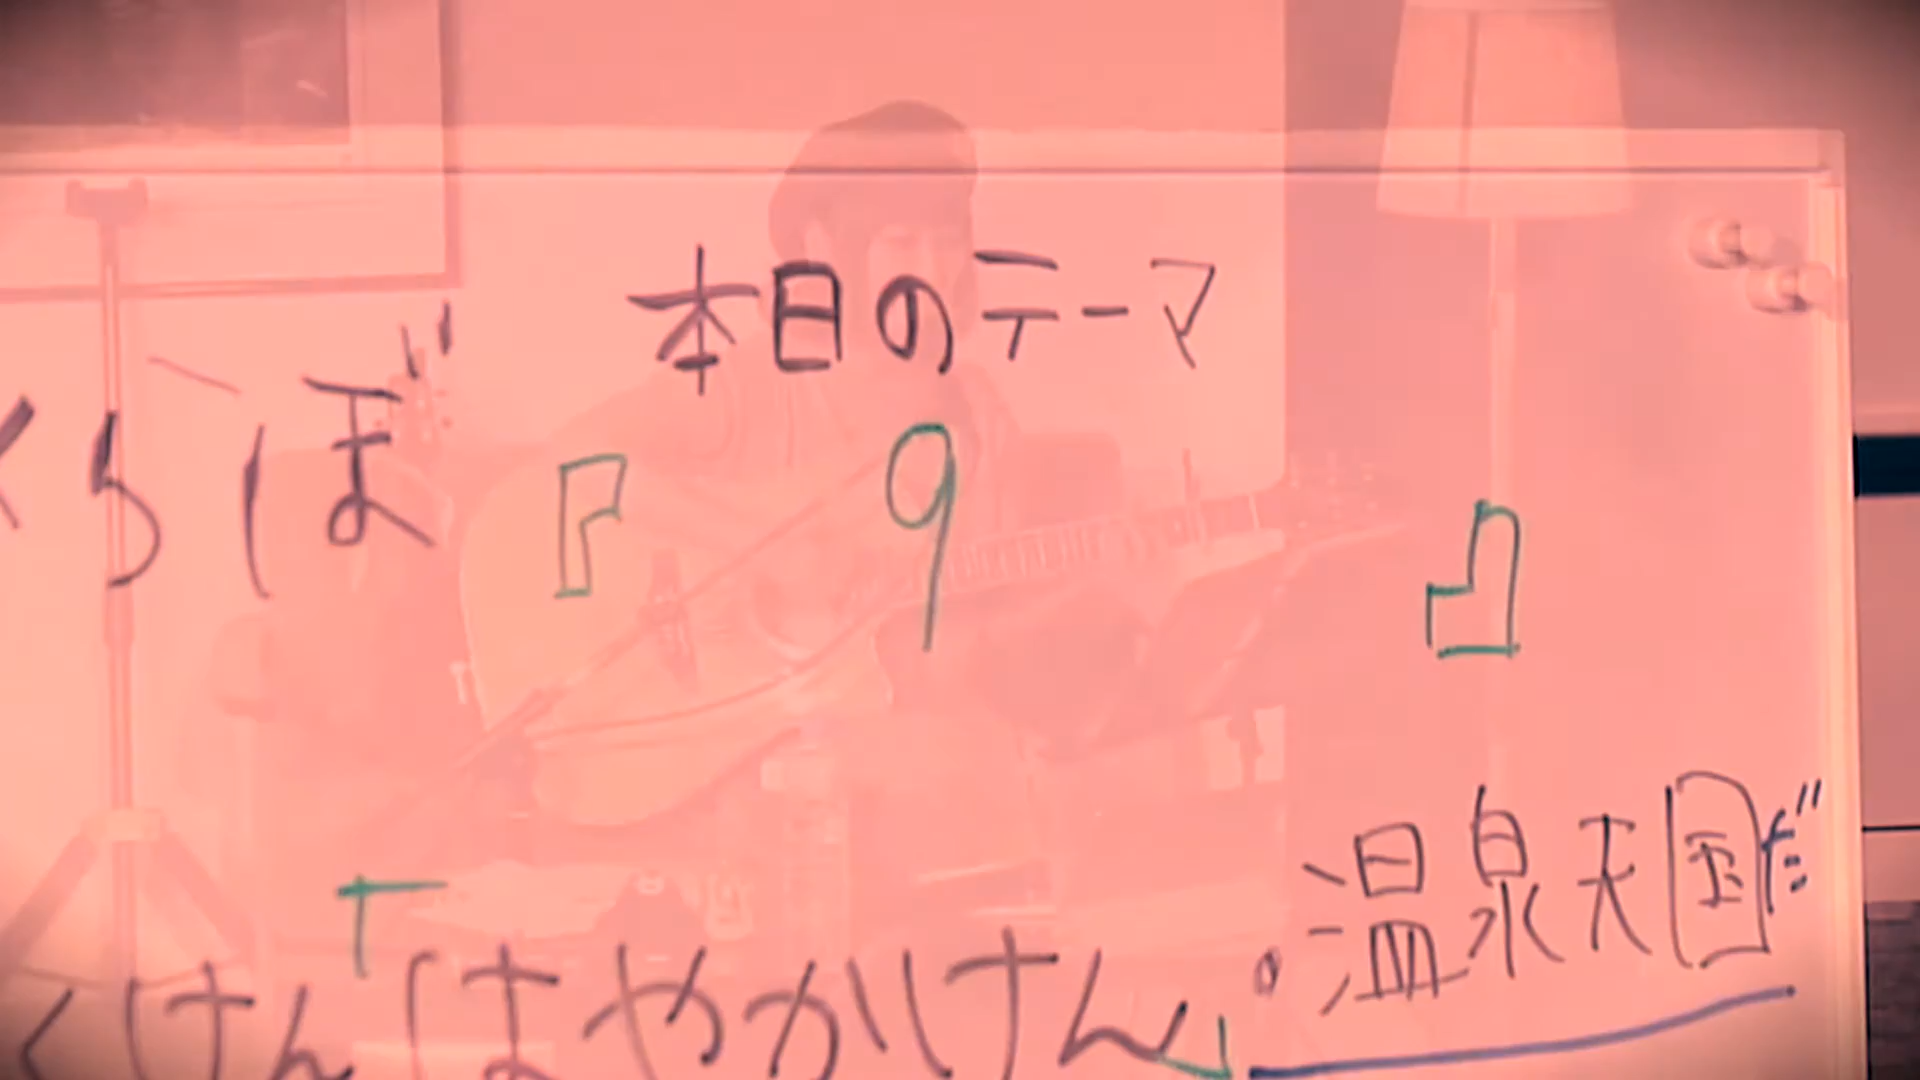 本日のテーマ
くらぼ
『9』
温泉天国だ
くけん「はやかけん」。